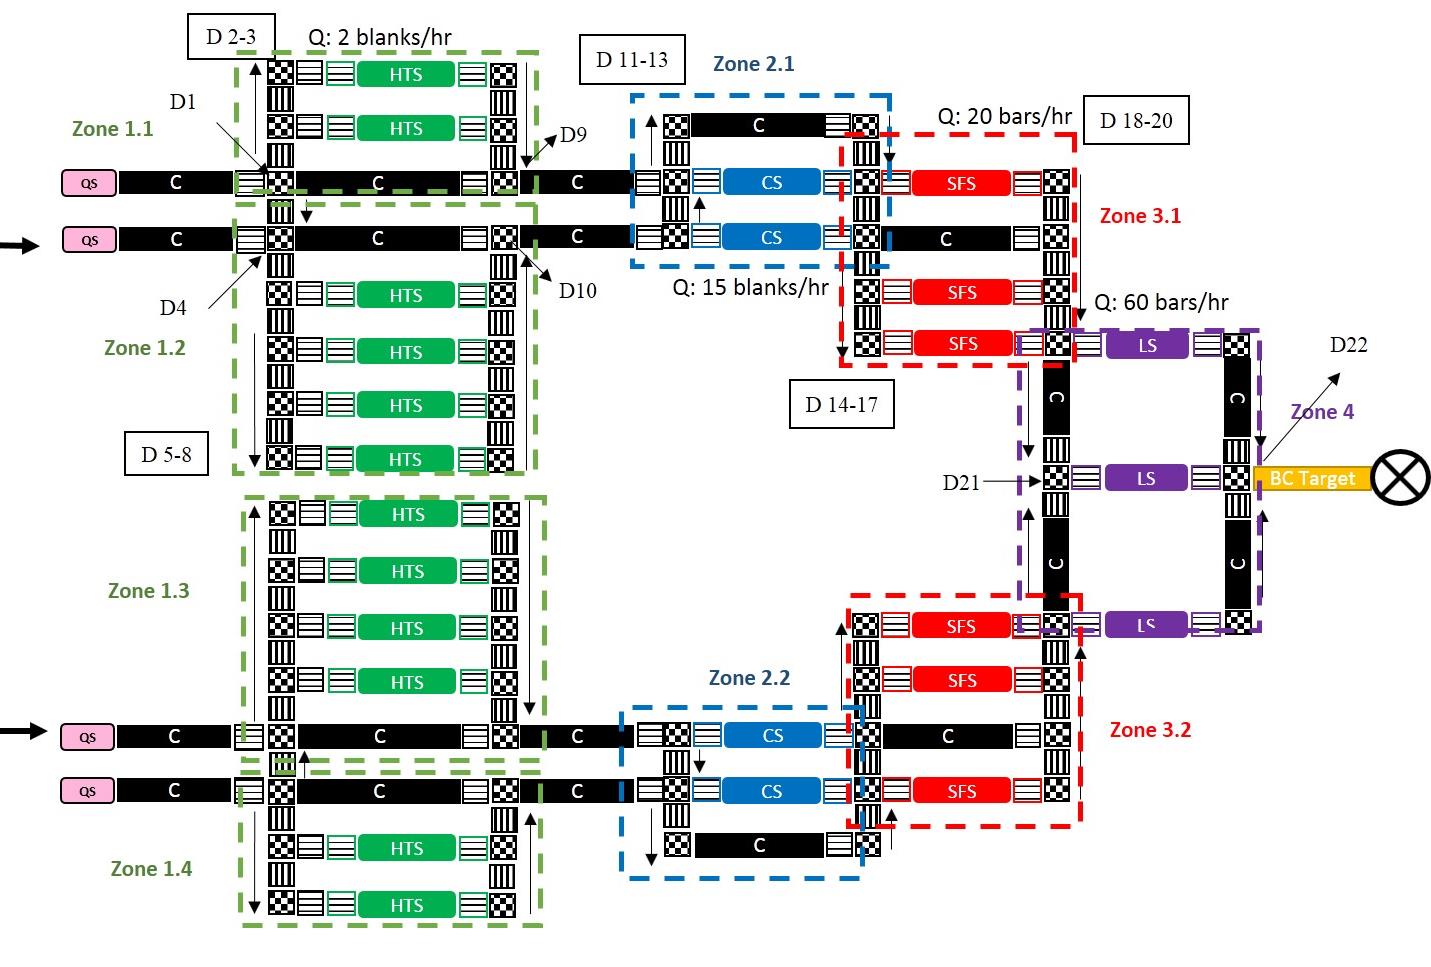 D 2-3
Q: 2 blanks/hr
HTS
D 11-13
Zone 2.1
D1
Zone 1.1
HTS
C
Q: 20 bars/hr
D 18-20
D9
QS
C
C
C
CS
SFS
Zone 3.1
QS
C
C
C
CS
C
D4
HTS
D10
Q: 15 blanks/hr
SFS
Q: 60 bars/hr
Zone 1.2
HTS
SFS
LS
D22
D 14-17
HTS
C
C
Zone 4
D 5-8
HTS
D21
LS
BC Target
HTS
Zone 1.3
HTS
C
C
HTS
SFS
LS
HTS
Zone 2.2
SFS
QS
C
C
C
CS
C
Zone 3.2
QS
C
C
C
CS
SFS
Zone 1.4
HTS
C
HTS